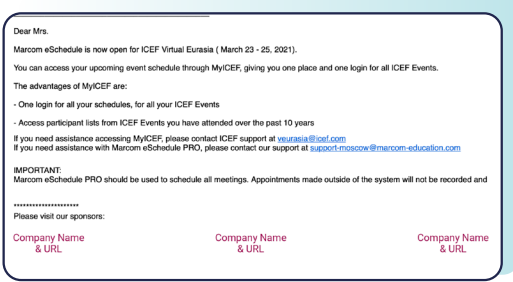 Dear Mrs.
Marcom eSchedule is now open for ICEF Virtual Eurasia ( March 23 - 25, 2021).
You can access your upcoming event schedule through MyICEF, giving you one place and one login for all ICEF Events.
The advantages of MyICEF are:
- One login for all your schedules, for all your ICEF Events
- Access participant lists from ICEF Events you have attended over the past 10 years
If you need assistance accessing MyICEF, please contact ICEF support at veurasia@icef.com
If you need assistance with Marcom eSchedule PRO, please contact our support at support-moscow@marcom-education.com
IMPORTANT:
Marcom eSchedule PRO should be used to schedule all meetings. Appointments made outside of the system will not be recorded and
********************
Please visit our sponsors:
Company Name Company Name Company Name
& URL & URL & URL